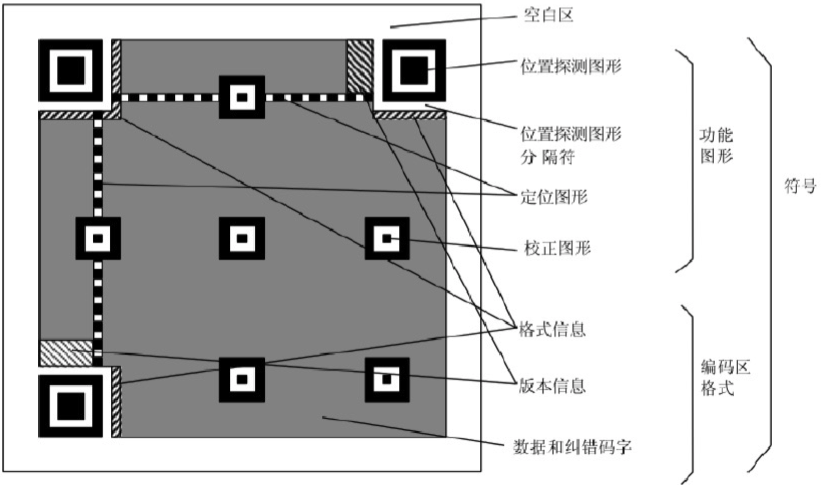 空白区
位置探测图形
位置探测图形
分隔符
定位图形
校正图形
格式信息
版本信息
数据和纠错码字
功能
图形
编码区
格式
符号